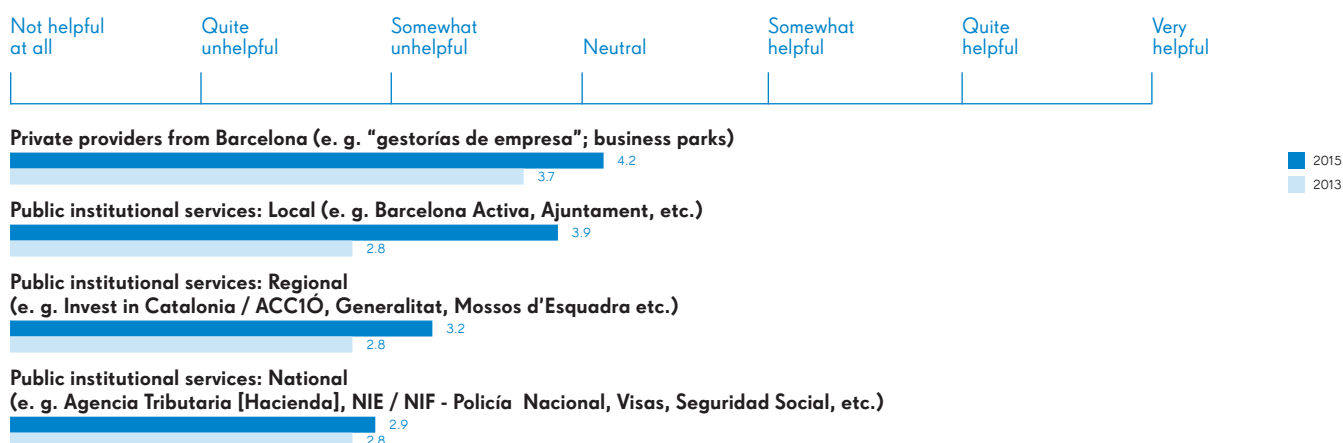 Not helpful at all
Quite unhelpful
Somewhat unhelpful
Neutral
Somewhat helpful
Quite helpful
Very helpful
Private providers from Barcelona (e. g. “gestorías de empresa”; business parks)
4.2
3.7
2015
2013
Public institutional services: Local (e. g. Barcelona Activa, Ajuntament, etc.)
3.9
2.8
Public institutional services: Regional
(e. g. Invest in Catalonia / ACC1Ó, Generalitat, Mossos d’Esquadra etc.)
3.2
2.8
Public institutional services: National
(e. g. Agencia Tributaria [Hacienda], NIE / NIF - Policía Nacional, Visas, Seguridad Social, etc.)
2.9
2.8